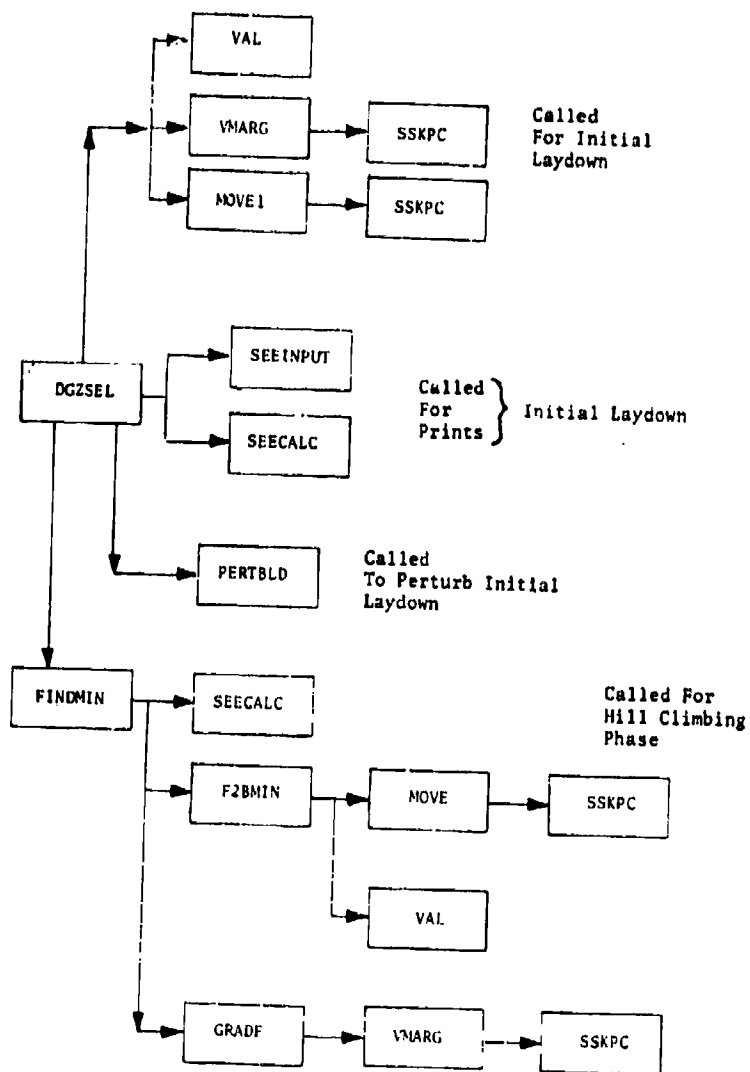 VAL
VMARG
SSKPC
Called
For Initial
Laydown
MOVE1
SSKPC
SEEINPUT
DGZSEL
Called
For
Prints
Initial Laydown
SEECALC
PERTBLD
Called
To Perturb Initial
Laydown
FINDMIN
SEECALC
Called For
Hill Climbing
Phase
F2BMIN
MOVE
SSKPC
VAL
GRADF
VMARG
SSKPC